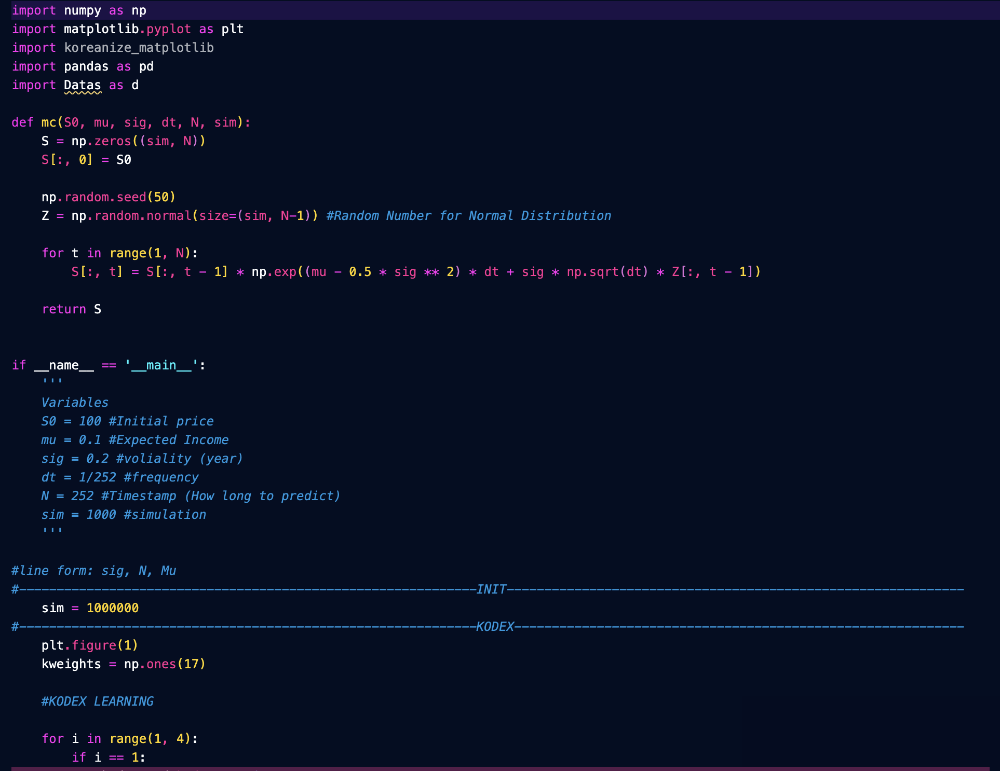 import numpy as np
import matplotlib.pyplot as plt
import koreanize_matplotlib
import pandas as pd
import Datas as d
def mc(S0, mu, sig, dt, N, sim):
    S = np.zeros((sim, N))
    S[:, 0] = S0
    np.random.seed(50)
    Z = np.random.normal(size=(sim, N-1)) #Random Number for Normal Distribution
    for t in range(1, N):
        S[:, t] = S[:, t - 1] * np.exp((mu - 0.5 * sig ** 2) * dt + sig * np.sqrt(dt) * Z[:, t - 1])
    return S
if __name__ == '__main__':
    '''
    Variables
    S0 = 100 #Initial price
    mu = 0.1 #Expected Income
    sig = 0.2 #voliality (year)
    dt = 1/252 #frequency
    N = 252 #Timestamp (How long to predict)
    sim = 1000 #simulation
    '''
#line form: sig, N, Mu
#-------------------------------------------------------------INIT-------------------------------------------------------------
    sim = 1000000
#-------------------------------------------------------------KODEX------------------------------------------------------------
    plt.figure(1)
    kweights = np.ones(17)
    #KODEX LEARNING
    for i in range(1, 4):
        if i == 1: